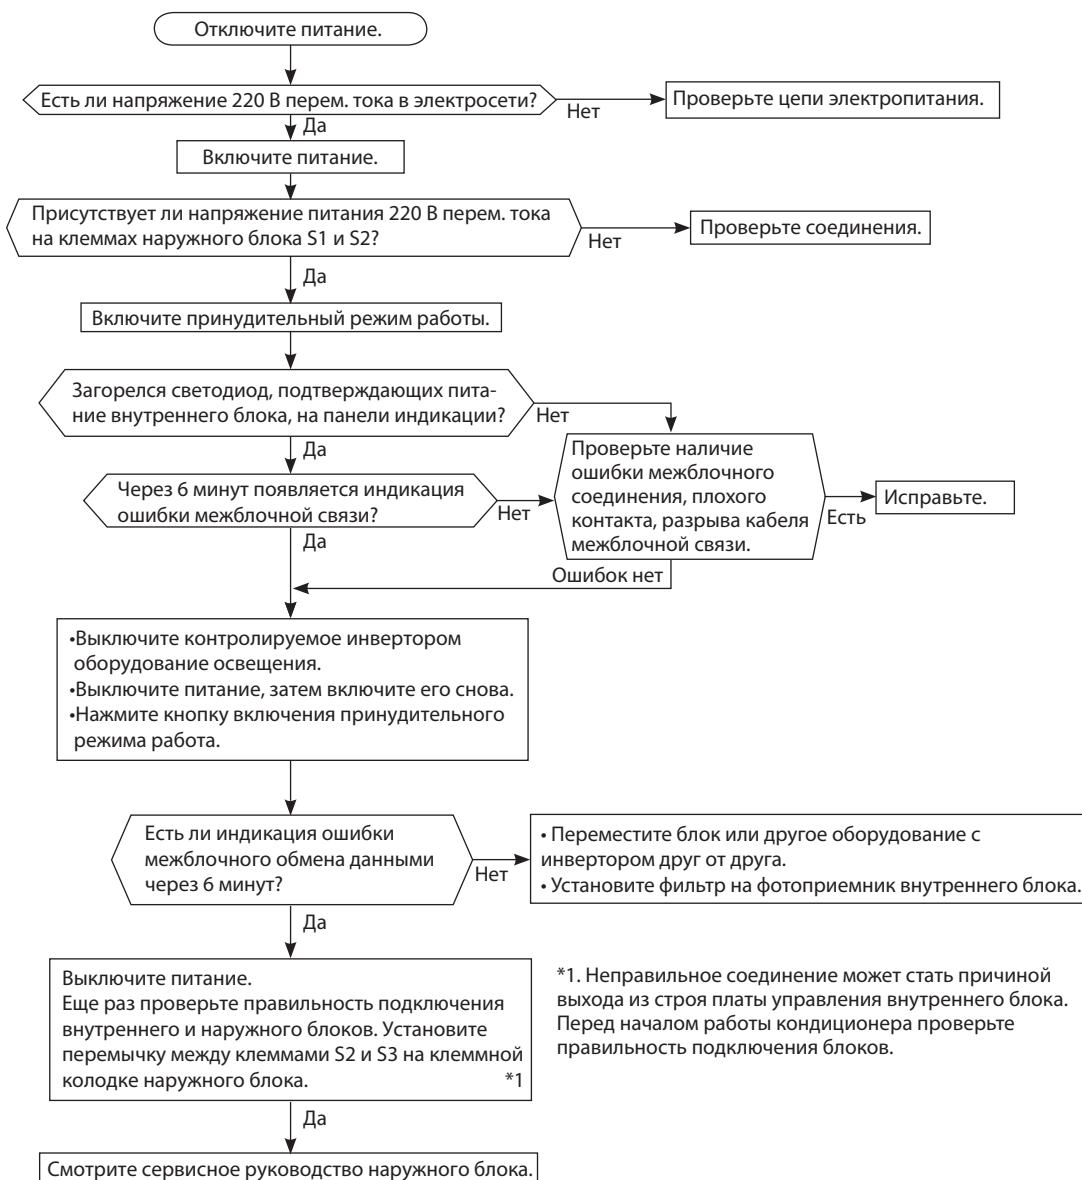 Отключите питание.
Есть ли напряжение 220 В перем. тока в электросети?
Нет
Проверьте цепи электропитания.
Да
Включите питание.
Присутствует ли напряжение питания 220 В перем. тока
на клеммах наружного блока S1 и S2?
Нет
Проверьте соединения.
Да
Включите принудительный режим работы.
Загорелся светодиод, подтверждающих пита-
ние внутреннего блока, на панели индикации?
Нет
Да
Проверьте наличие
ошибки межблочного
соединения, плохого
контакта, разрыва кабеля
межблочной связи.
Есть
Исправьте.
Через 6 минут появляется индикация
ошибки межблочной связи?
Нет
Да
Ошибок нет
•Выключите контролируемое инвертором
оборудование освещения.
•Выключите питание, затем включите его снова.
•Нажмите кнопку включения принудительного
режима работа.
Есть ли индикация ошибки
межблочного обмена данными
через 6 минут?
Нет
• Переместите блок или другое оборудование с
инвертором друг от друга.
• Установите фильтр на фотоприемник внутреннего блока.
Да
Выключите питание.
Еще раз проверьте правильность подключения
внутреннего и наружного блоков. Установите
перемычку между клеммами S2 и S3 на клеммной
колодке наружного блока. *1
*1. Неправильное соединение может стать причиной
выхода из строя платы управления внутреннего блока.
Перед началом работы кондиционера проверьте
правильность подключения блоков.
Да
Смотрите сервисное руководство наружного блока.